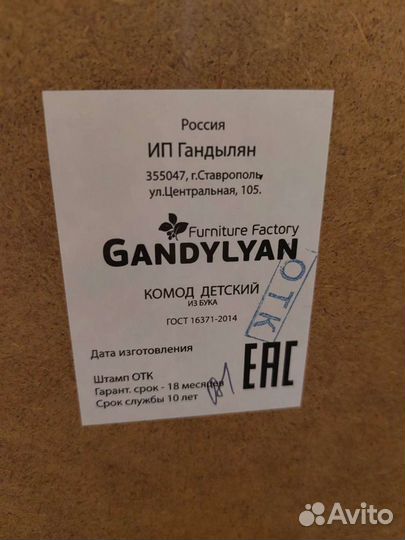 Россия
ИП Гандылян
355047, г.Ставрополь,
ул.Центральная, 105.
Furniture Factory
GANDYLYAN
КОМОД ДЕТСКИЙ
ИЗ БУКА
ГОСТ 16371-2014
ОТК
Дата изготовления
Штамп ОТК
Гарант. срок - 18 месяцев
Срок службы 10 лет
ЕАС
Avito